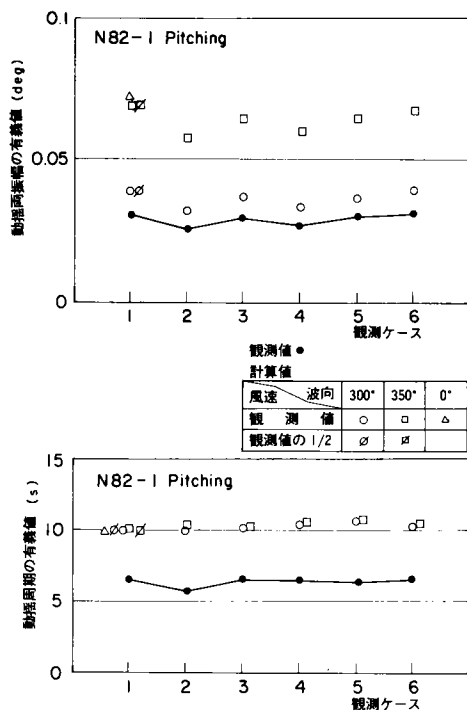 0.1
N82-1 Pitching
0.05
0
動揺両振幅の有義値 (deg)
1 2 3 4 5 6
観測ケース
観測値 ●
計算値
風速 波向 300° 350° 0°
観測値 ○ □ △
観測値の 1/2 ⌀
15
N82-1 Pitching
10
5
0
動揺周期の有義値 (s)
1 2 3 4 5 6
観測ケース